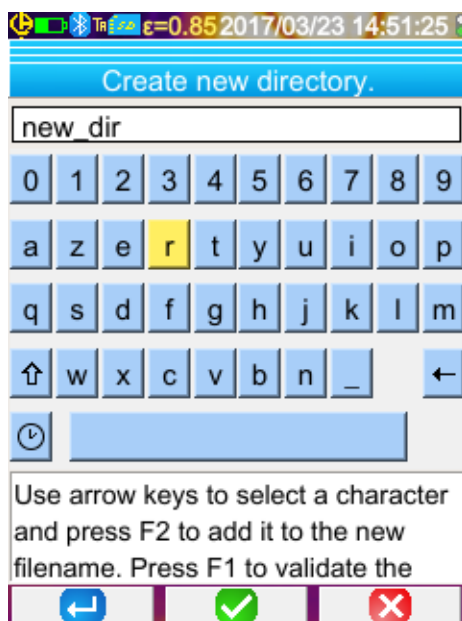 ε=0.85 2017/03/23 14:51:25
Create new directory.
new_dir
0 1 2 3 4 5 6 7 8 9
a z e r t y u i o p
q s d f g h j k l m
w x c v b n _
Use arrow keys to select a character
and press F2 to add it to the new
filename. Press F1 to validate the